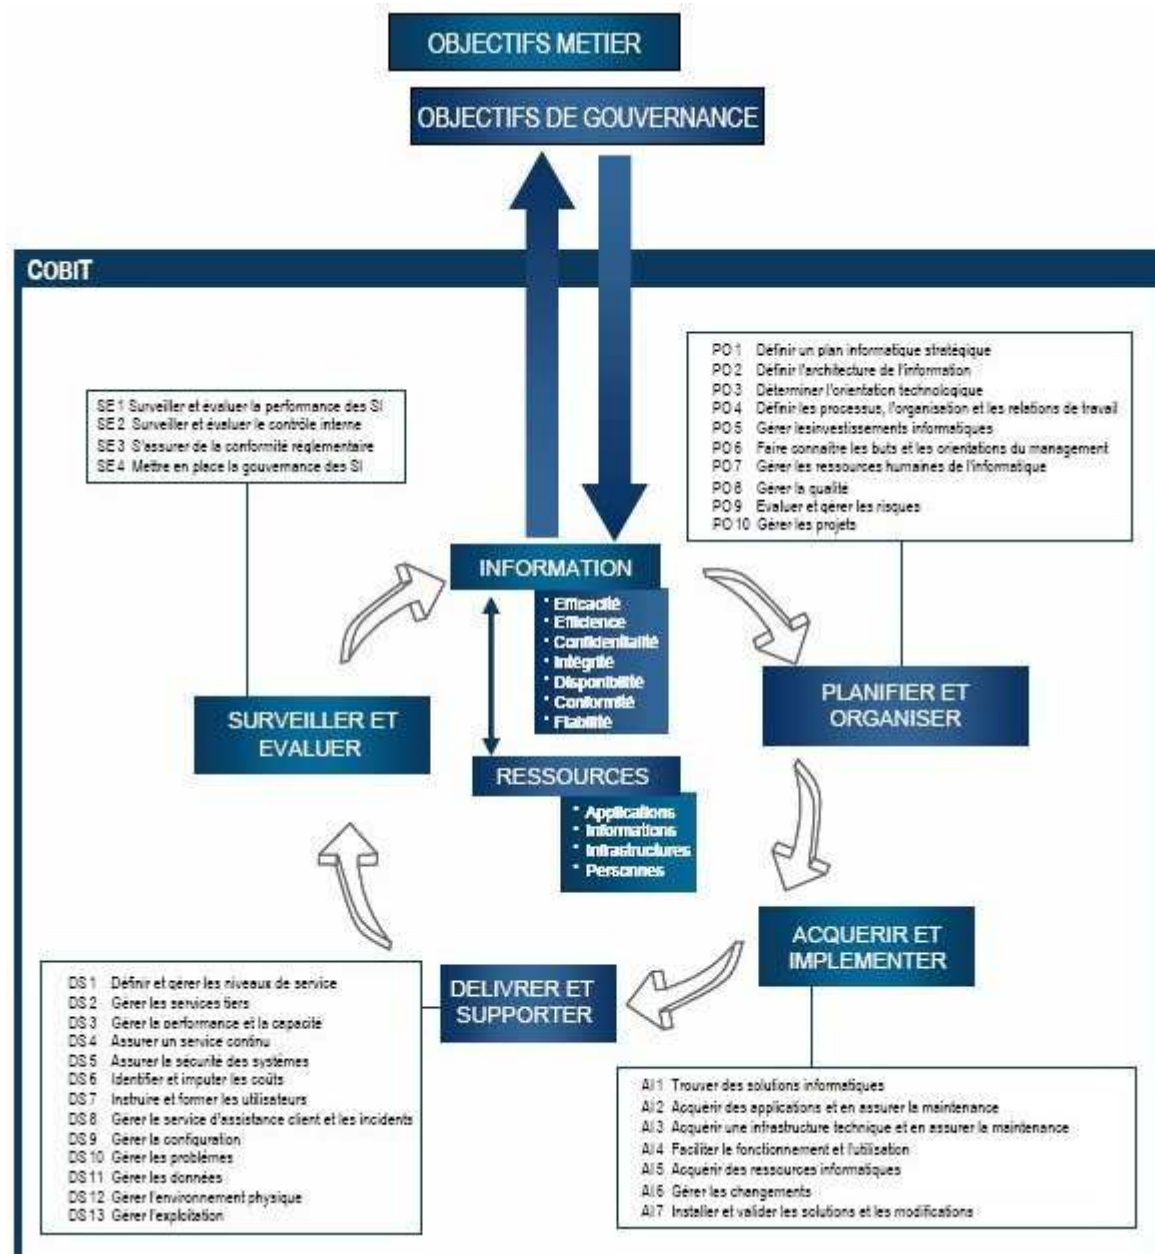 OBJECTIFS METIER
OBJECTIFS DE GOUVERNANCE
COBIT
SE 1 Surveiller et évaluer la performance des SI
SE 2 Surveiller et évaluer le contrôle interne
SE 3 S'assurer de la conformité réglementaire
SE 4 Mettre en place la gouvernance des SI
PO 1 Définir un plan informatique stratégique
PO 2 Définir l'architecture de l'information
PO 3 Déterminer l'orientation technologique
PO 4 Définir les processus, l'organisation et les relations de travail
PO 5 Gérer lesinvestissements informatiques
PO 6 Faire connaître les buts et les orientations du management
PO 7 Gérer les ressources humaines de l'informatique
PO 8 Gérer la qualité
PO 9 Evaluer et gérer les risques
PO 10 Gérer les projets
INFORMATION
• Efficacité
• Efficience
• Confidentialité
• Intégrité
• Disponibilité
• Conformité
• Fiabilité
SURVEILLER ET
EVALUER
PLANIFIER ET
ORGANISER
RESSOURCES
• Applications
• Informations
• Infrastructures
• Personnes
ACQUERIR ET
IMPLEMENTER
DELIVRER ET
SUPPORTER
DS 1 Définir et gérer les niveaux de service
DS 2 Gérer les services tiers
DS 3 Gérer la performance et la capacité
DS 4 Assurer un service continu
DS 5 Assurer la sécurité des systèmes
DS 6 Identifier et imputer les coûts
DS 7 Instruire et former les utilisateurs
DS 8 Gérer le service d'assistance client et les incidents
DS 9 Gérer la configuration
DS 10 Gérer les problèmes
DS 11 Gérer les données
DS 12 Gérer l'environnement physique
DS 13 Gérer l'exploitation
AI 1 Trouver des solutions informatiques
AI 2 Acquérir des applications et en assurer la maintenance
AI 3 Acquérir une infrastructure technique et en assurer la maintenance
AI 4 Faciliter le fonctionnement et l'utilisation
AI 5 Acquérir des ressources informatiques
AI 6 Gérer les changements
AI 7 Installer et valider les solutions et les modifications